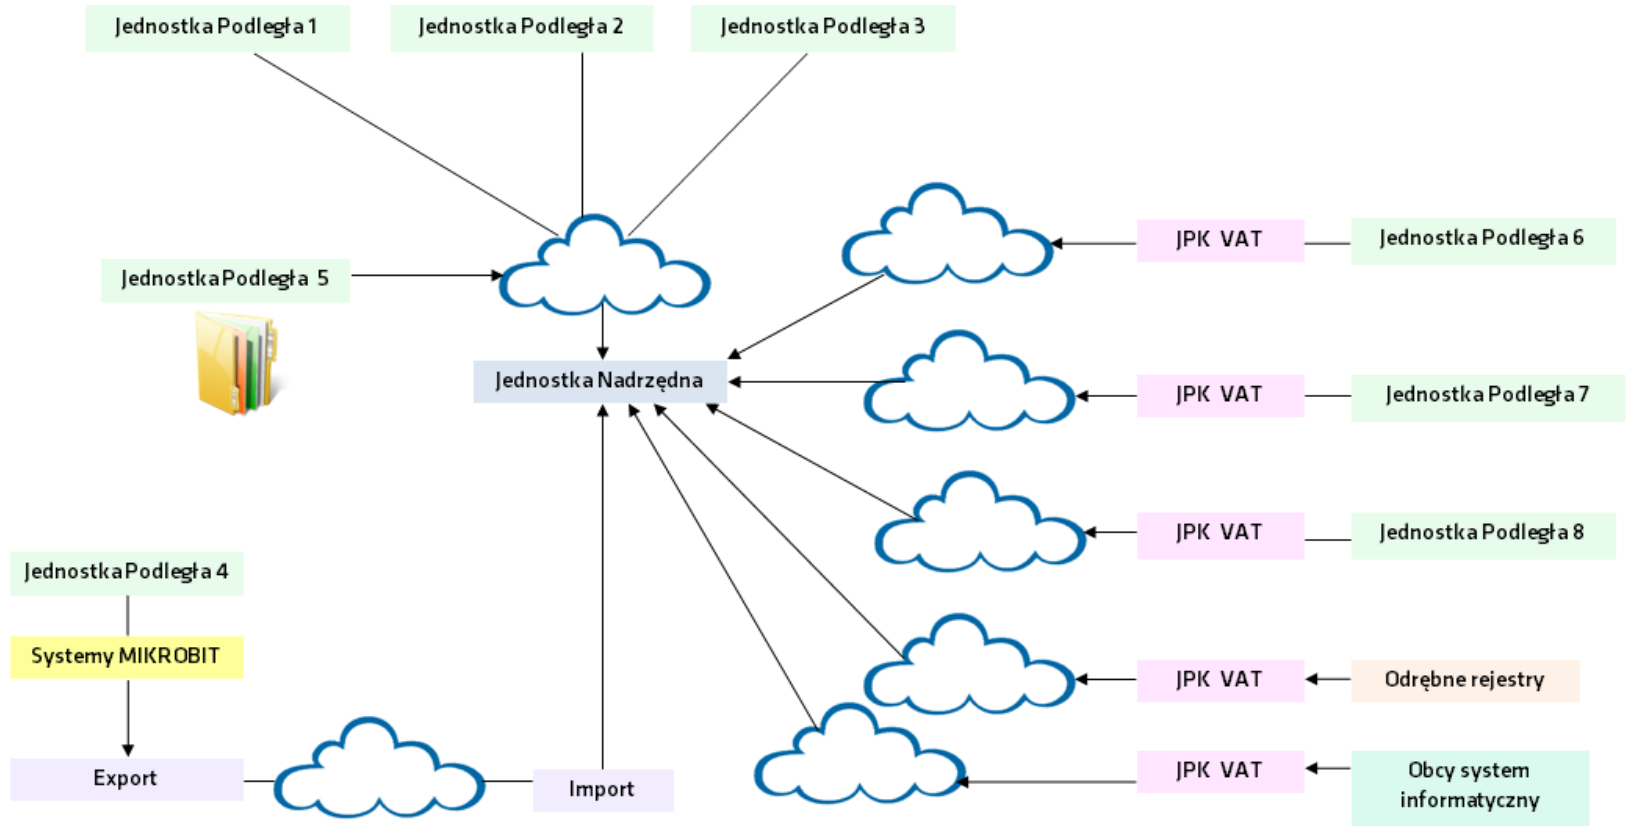 Jednostka Podległa 1
Jednostka Podległa 2
Jednostka Podległa 3
JPK VAT
Jednostka Podległa 6
Jednostka Podległa 5
Jednostka Nadrzędna
JPK VAT
Jednostka Podległa 7
JPK VAT
Jednostka Podległa 8
Jednostka Podległa 4
Systemy MIKROBIT
JPK VAT
Odrębne rejestry
Export
Import
JPK VAT
Obcy system
informatyczny